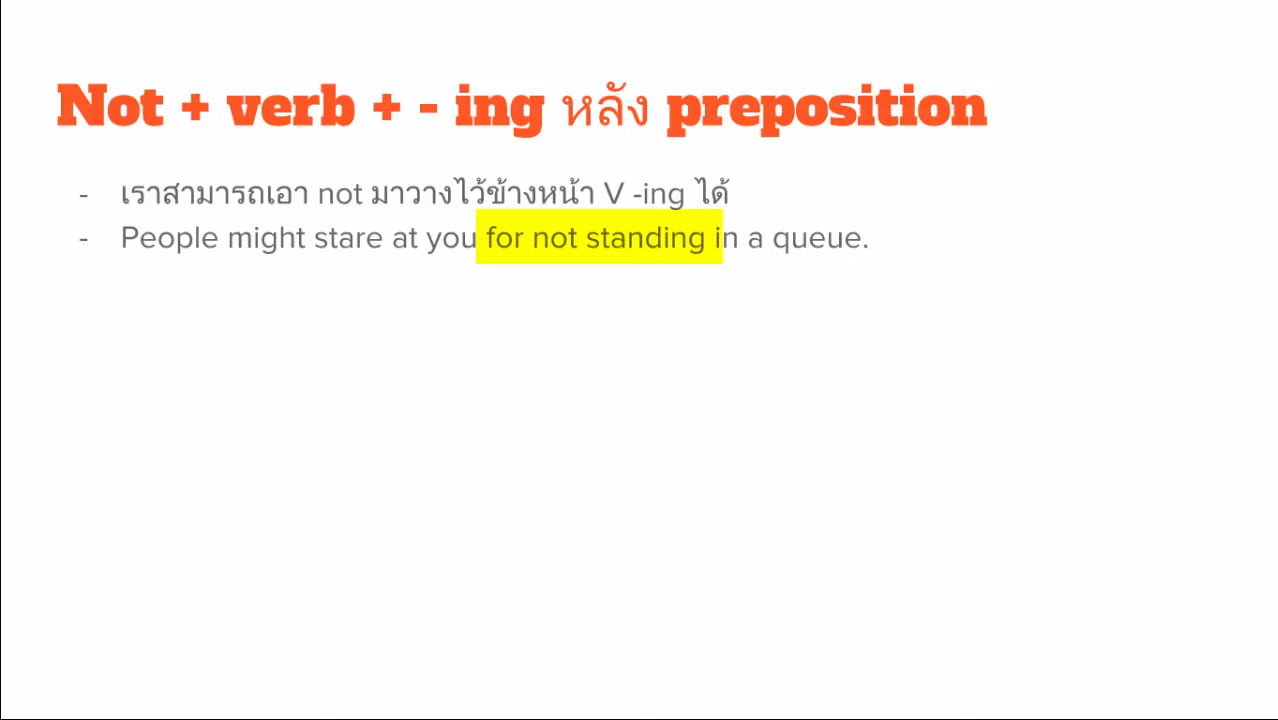 Not + verb + - ing หลัง preposition
- เราสามารถเอา not มาวางไว้ข้างหน้า V -ing ได้
- People might stare at you for not standing in a queue.